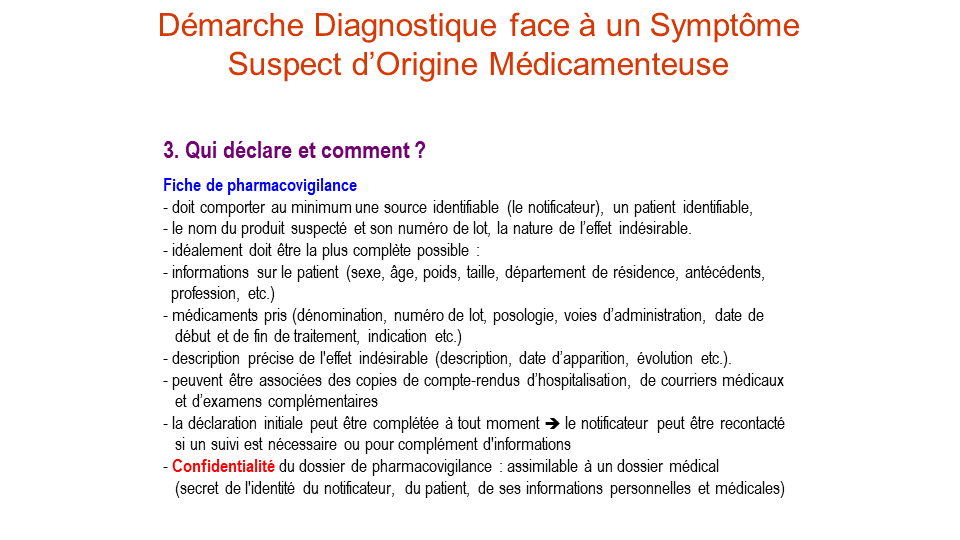 Démarche Diagnostique face à un Symptôme
Suspect d’Origine Médicamenteuse
3. Qui déclare et comment ?
Fiche de pharmacovigilance
- doit comporter au minimum une source identifiable (le notificateur), un patient identifiable,
- le nom du produit suspecté et son numéro de lot, la nature de l’effet indésirable.
- idéalement doit être la plus complète possible :
- informations sur le patient (sexe, âge, poids, taille, département de résidence, antécédents,
profession, etc.)
- médicaments pris (dénomination, numéro de lot, posologie, voies d’administration, date de
début et de fin de traitement, indication etc.)
- description précise de l'effet indésirable (description, date d’apparition, évolution etc.).
- peuvent être associées des copies de compte-rendus d’hospitalisation, de courriers médicaux
et d’examens complémentaires
- la déclaration initiale peut être complétée à tout moment ➔ le notificateur peut être recontacté
si un suivi est nécessaire ou pour complément d'informations
- Confidentialité du dossier de pharmacovigilance : assimilable à un dossier médical
(secret de l'identité du notificateur, du patient, de ses informations personnelles et médicales)